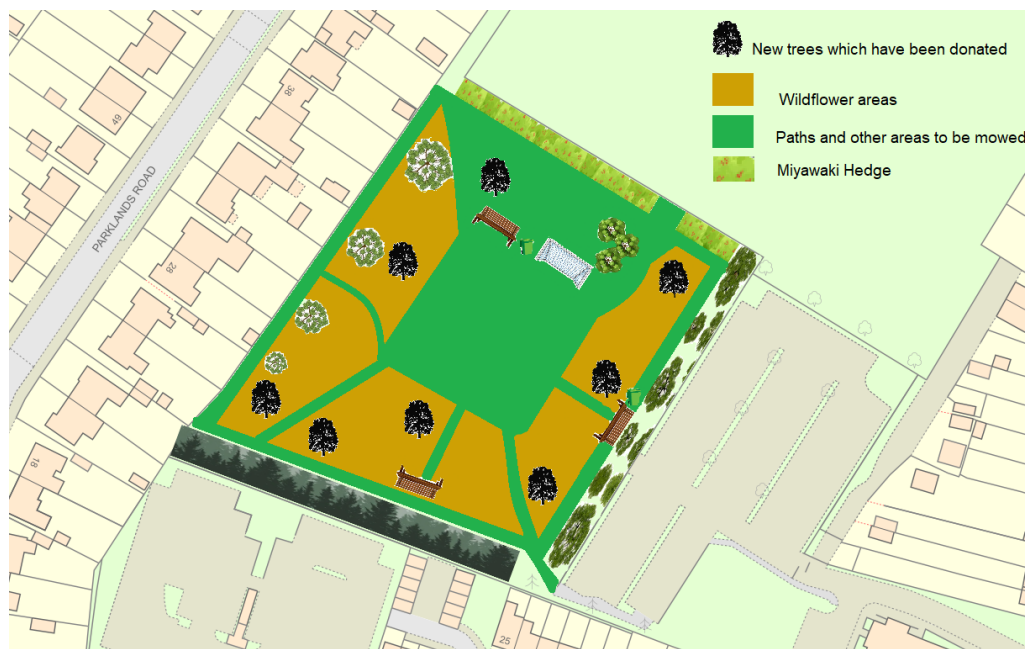 New trees which have been donated
Wildflower areas
Paths and other areas to be mowed
Miyawaki Hedge
PARKLANDS ROAD
49
38
28
18
25